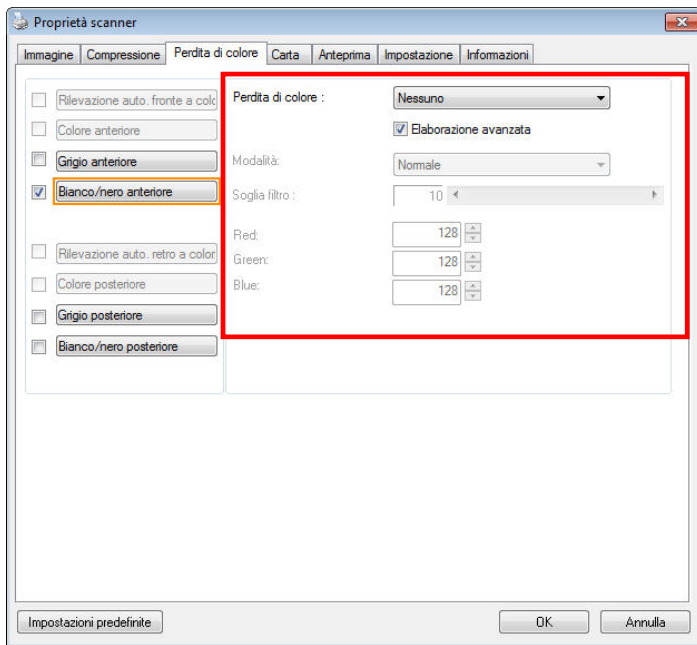 Proprietà scanner
Immagine Compressione Perdita di colore Carta Anteprima Impostazione Informazioni
Rilevazione auto. fronte a colo
Colore anteriore
Grigio anteriore
Bianco/nero anteriore
Rilevazione auto. retro a color
Colore posteriore
Grigio posteriore
Bianco/nero posteriore
Perdita di colore : Nessuno
Elaborazione avanzata
Modalità: Normale
Soglia filtro : 10
Red: 128
Green: 128
Blue: 128
Impostazioni predefinite OK Annulla